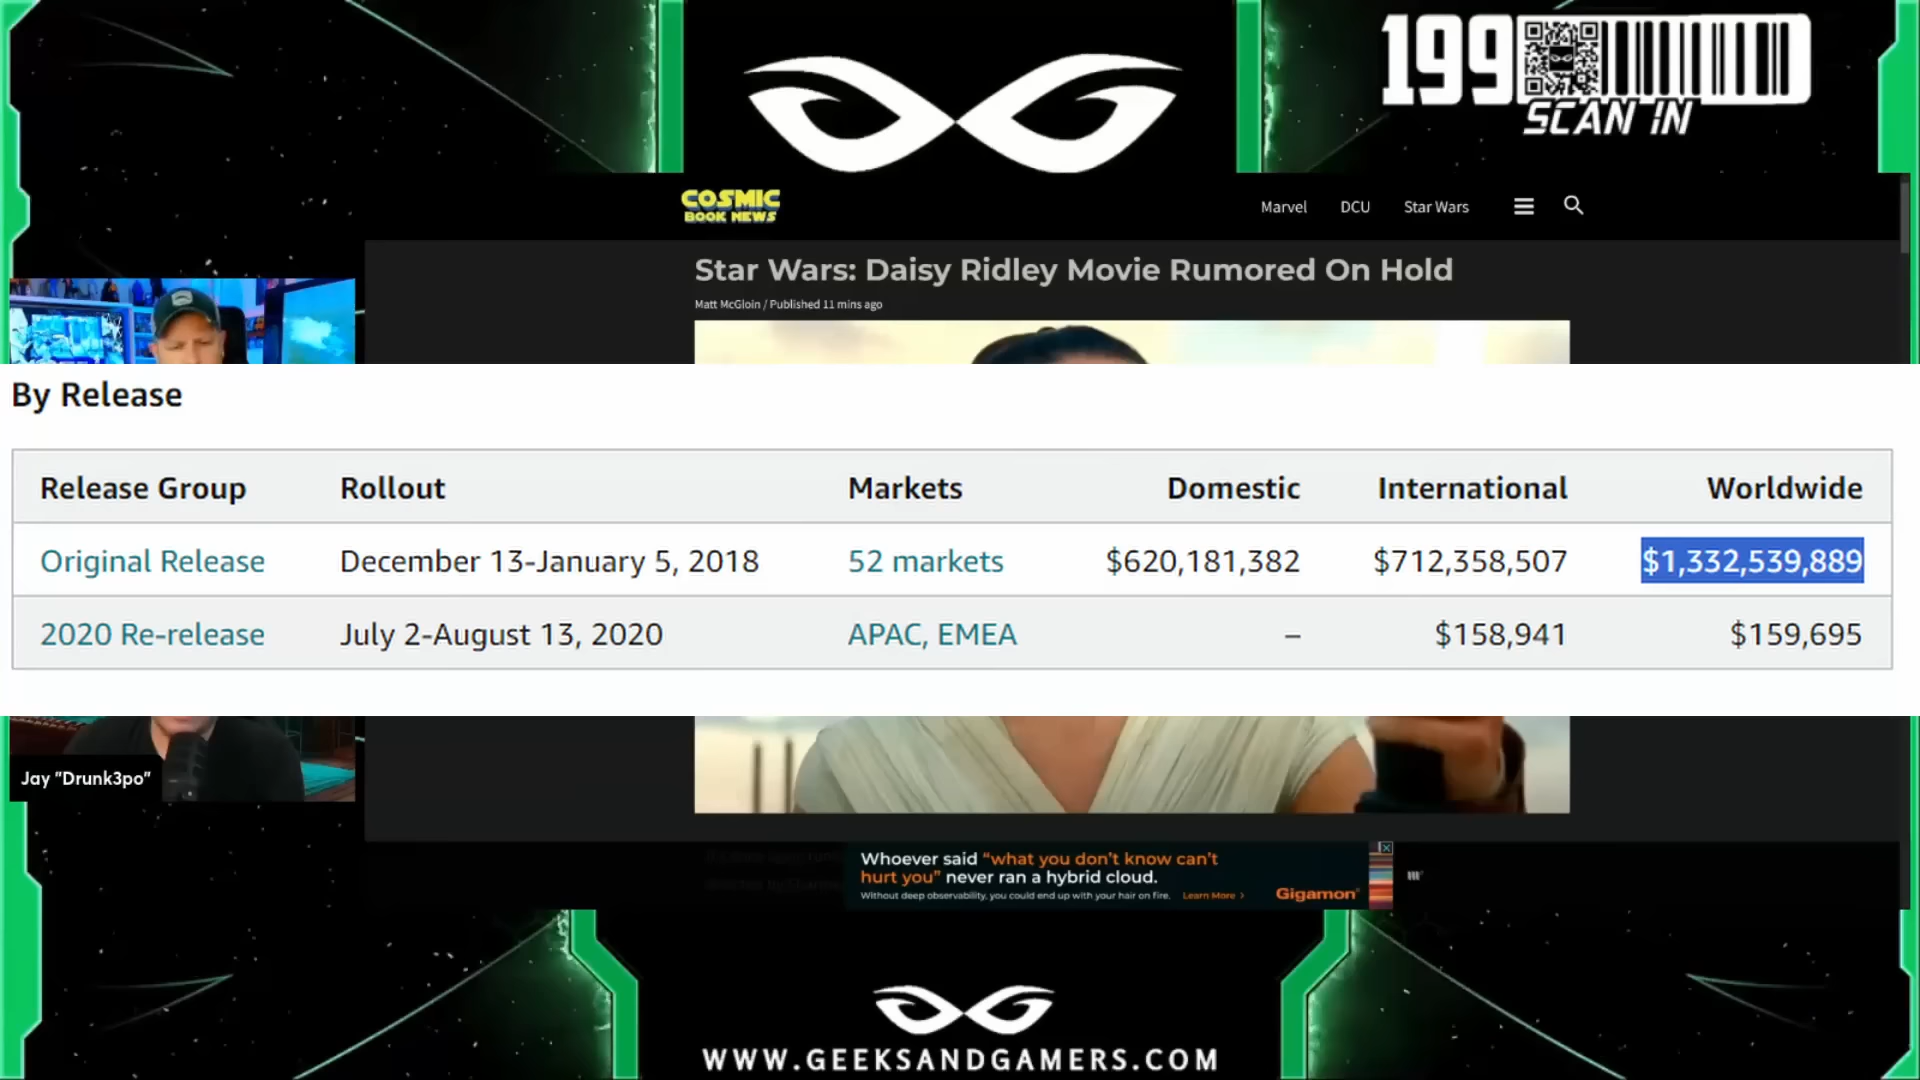 199
SCAN IN
COSMIC
BOOK NEWS
Marvel DCU Star Wars
Star Wars: Daisy Ridley Movie Rumored On Hold
Matt McGloin / Published 11 mins ago
By Release
Release Group Rollout Markets Domestic International Worldwide
Original Release December 13-January 5, 2018 52 markets $620,181,382 $712,358,507 $1,332,539,889
2020 Re-release July 2-August 13, 2020 APAC, EMEA – $158,941 $159,695
Jay "Drunk3po"
Whoever said “what you don’t know can’t
hurt you” never ran a hybrid cloud.
Without deep observability, you could end up with your hair on fire. Learn More >
Gigamon
WWW.GEEKSANDGAMERS.COM